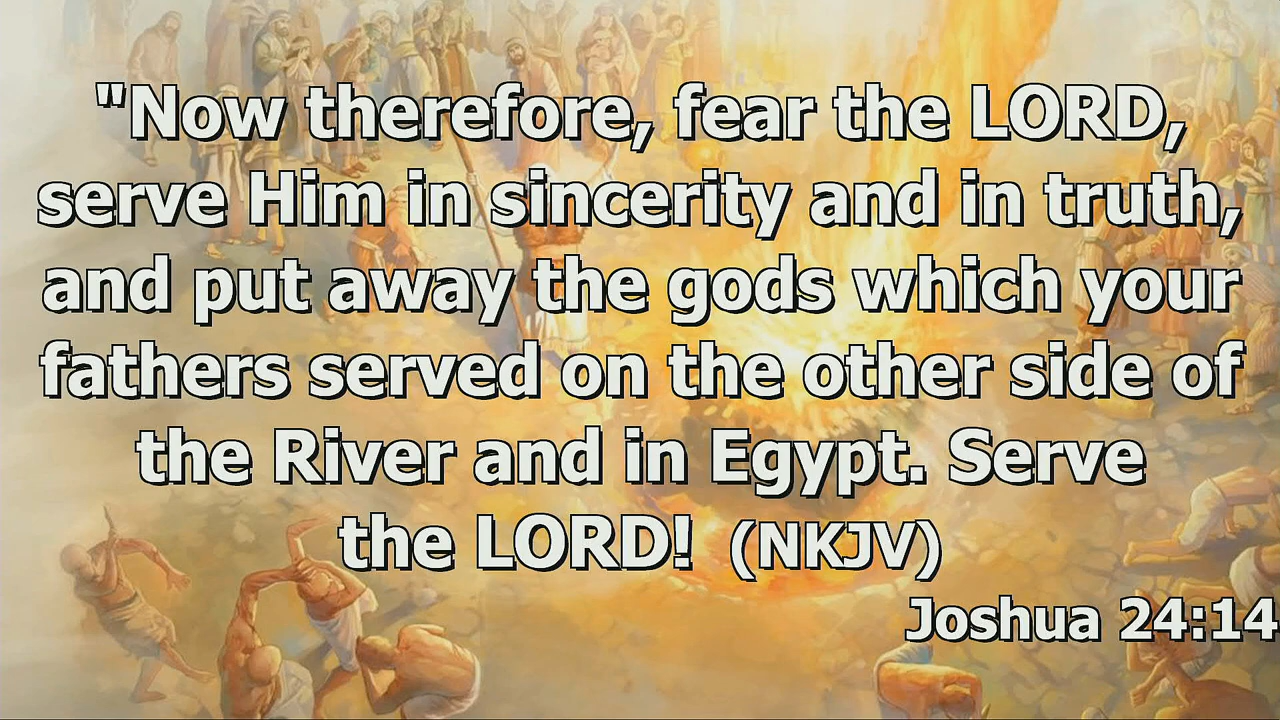 "Now therefore, fear the LORD,
serve Him in sincerity and in truth,
and put away the gods which your
fathers served on the other side of
the River and in Egypt. Serve
the LORD! (NKJV)
Joshua 24:14